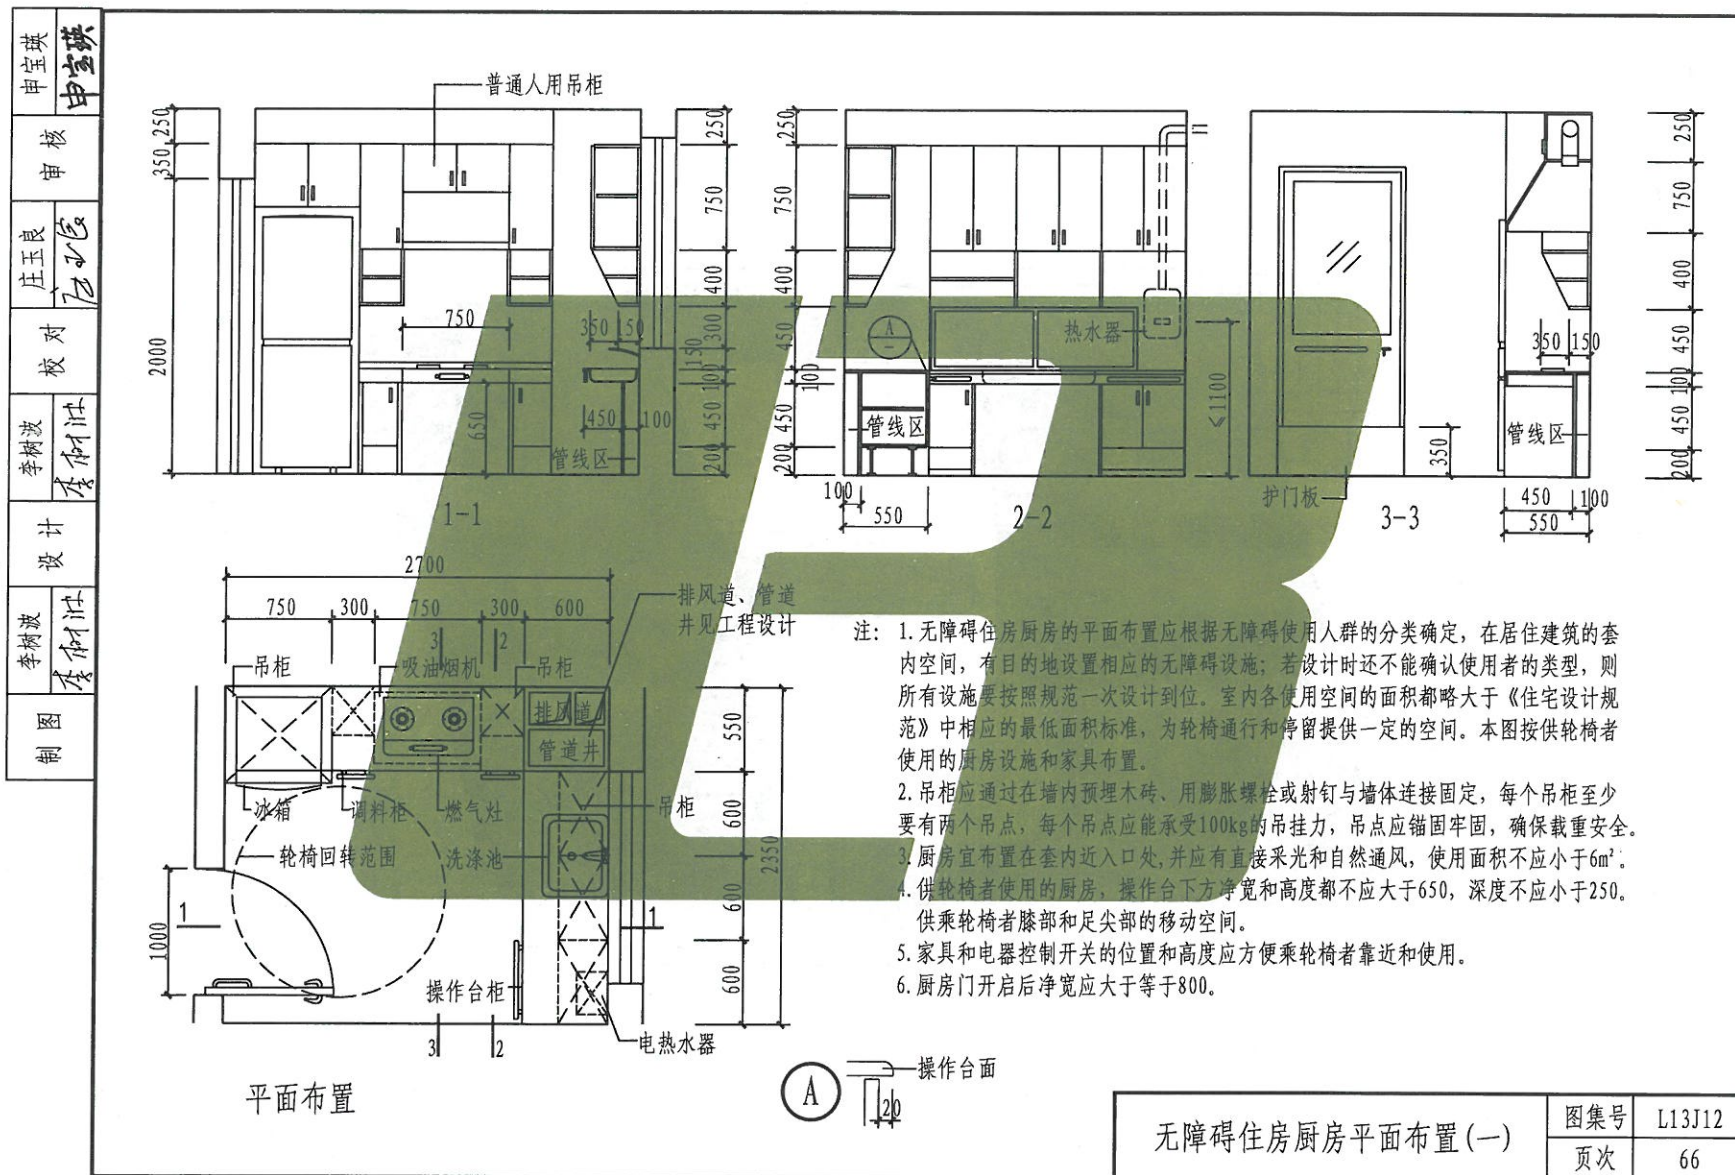 申宝瑛
申宝瑛
审核
庄玉良
校对
李树波
设计
李树波
制图
普通人用吊柜
250
350
2000
750
650
350 150
450 100
管线区
250
750
400
300
150
100
450
200
1-1
250
750
400
450
100
450
200
A
管线区
热水器
≤1100
100
550
2-2
350
护门板
350 150
管线区
450 100
550
250
750
400
450
100
450
200
3-3
2700
750 300 750 300 600
3 2
排风道、管道
井见工程设计
吊柜
吸油烟机
吊柜
排风道
管道井
冰箱
调料柜
燃气灶
吊柜
轮椅回转范围
洗涤池
1
1
1000
操作台柜
550
600
600
600
2350
3 2
电热水器
平面布置
A
操作台面
20
注：1.无障碍住房厨房的平面布置应根据无障碍使用人群的分类确定，在居住建筑的套
内空间，有目的地设置相应的无障碍设施；若设计时还不能确认使用者的类型，则
所有设施要按照规范一次设计到位。室内各使用空间的面积都略大于《住宅设计规
范》中相应的最低面积标准，为轮椅通行和停留提供一定的空间。本图按供轮椅者
使用的厨房设施和家具布置。
2.吊柜应通过在墙内预埋木砖、用膨胀螺栓或射钉与墙体连接固定，每个吊柜至少
要有两个吊点，每个吊点应能承受100kg的吊挂力，吊点应锚固牢固，确保载重安全。
3.厨房宜布置在套内近入口处,并应有直接采光和自然通风，使用面积不应小于6m²。
4.供轮椅者使用的厨房，操作台下方净宽和高度都不应大于650，深度不应小于250。
供乘轮椅者膝部和足尖部的移动空间。
5.家具和电器控制开关的位置和高度应方便乘轮椅者靠近和使用。
6.厨房门开启后净宽应大于等于800。
无障碍住房厨房平面布置(一)
图集号 L13J12
页次 66